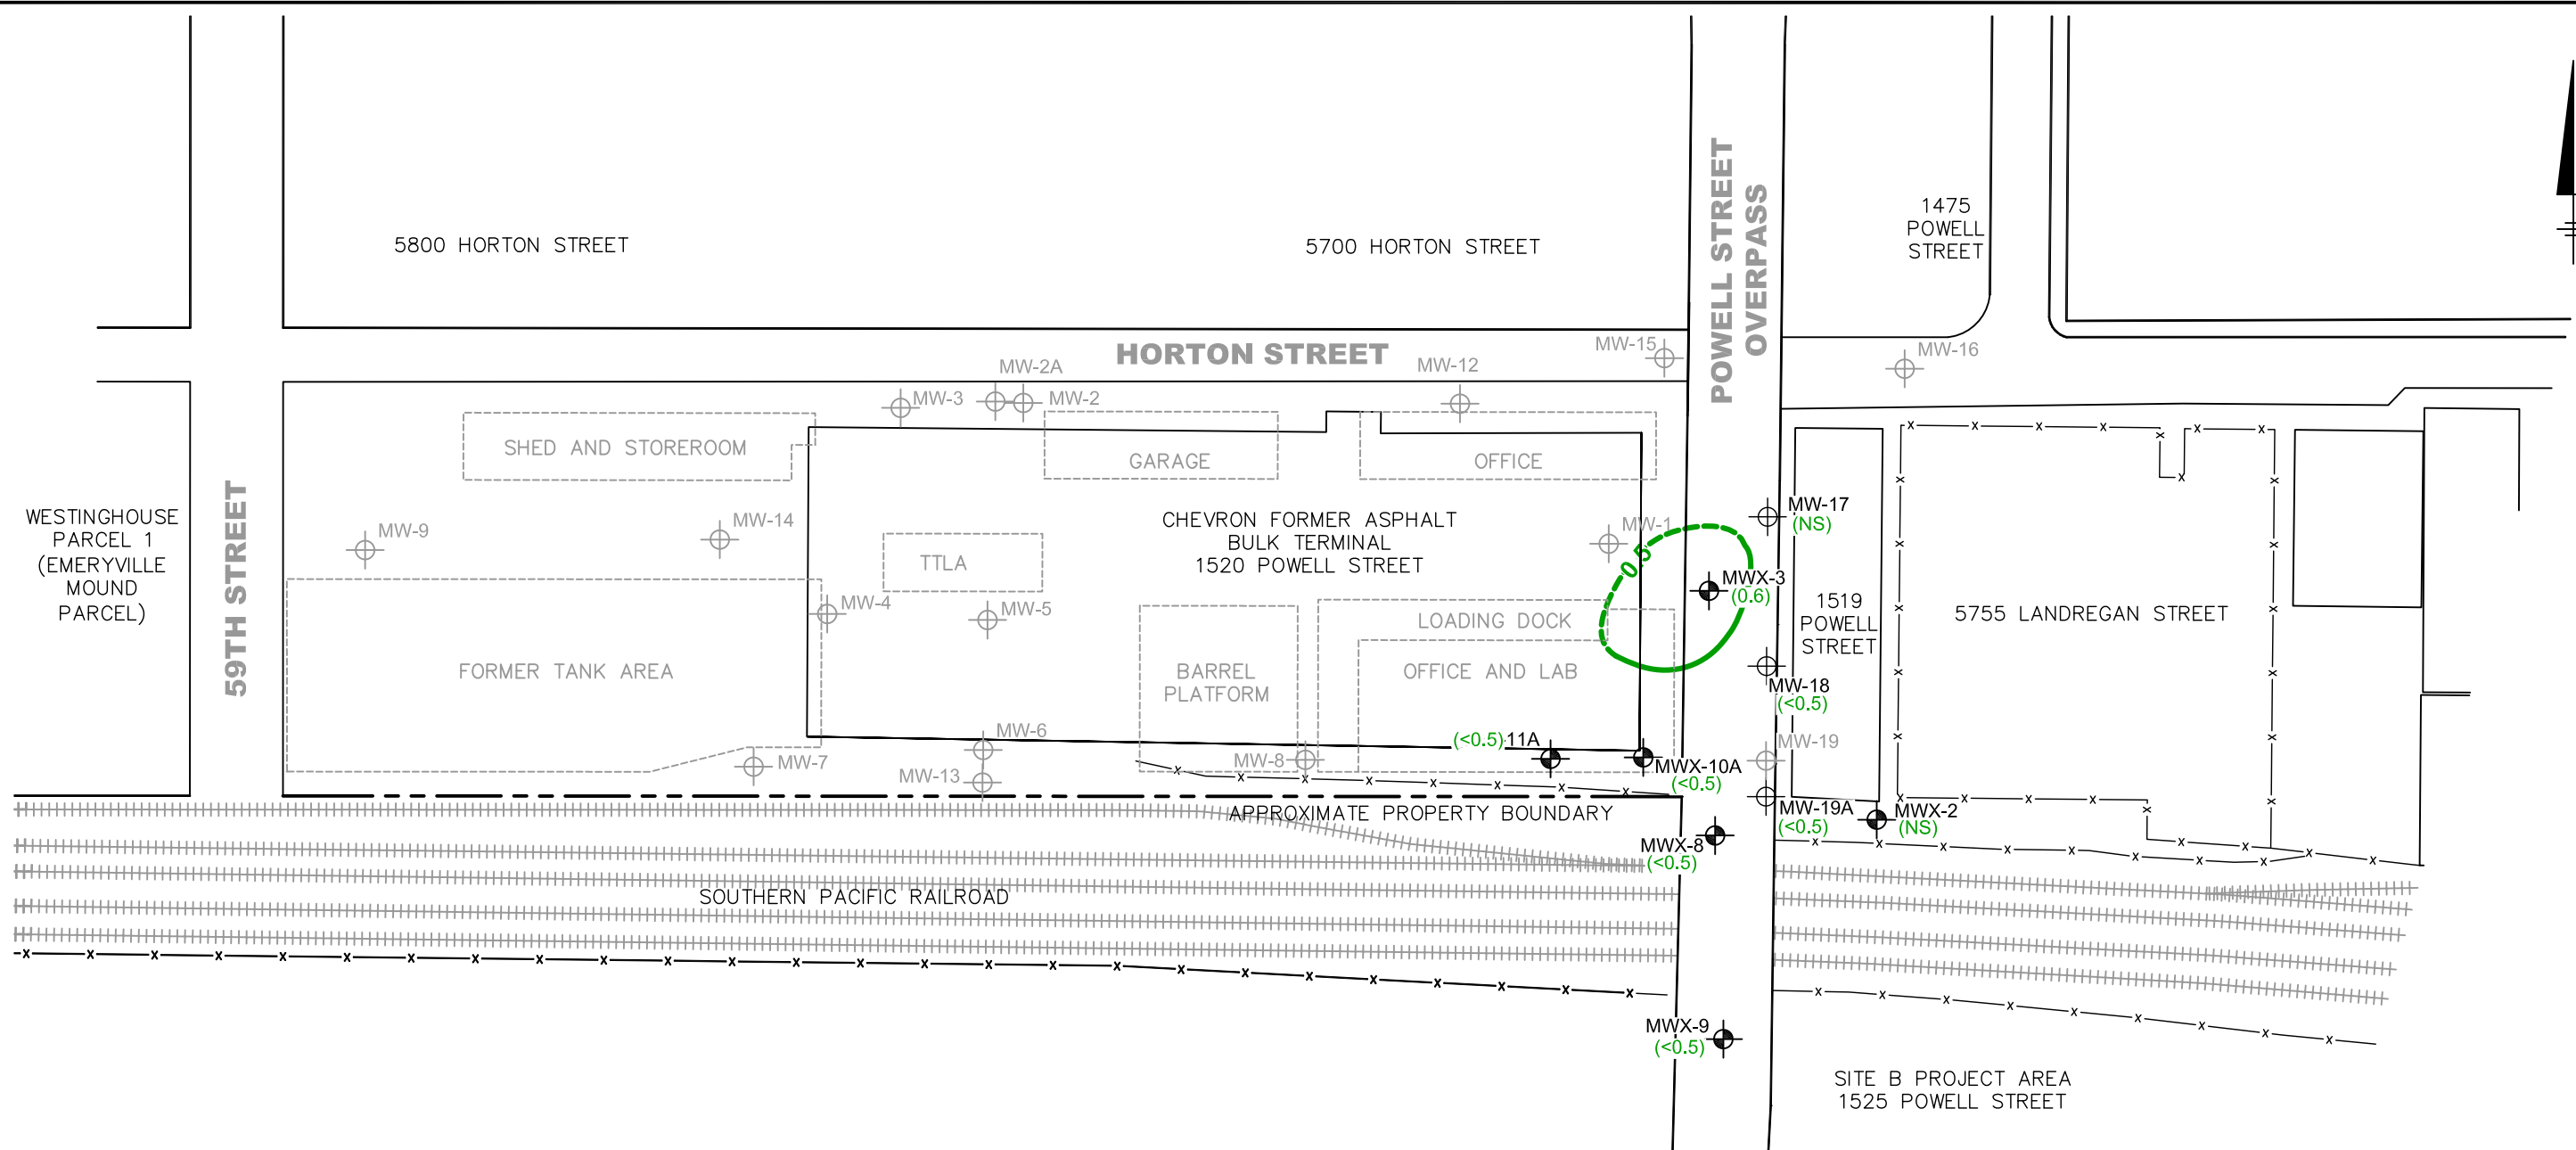 5800 HORTON STREET
5700 HORTON STREET
1475
POWELL
STREET
POWELL STREET
OVERPASS
HORTON STREET
MW-15
MW-16
MW-2A
MW-12
MW-3
MW-2
SHED AND STOREROOM
GARAGE
OFFICE
WESTINGHOUSE
PARCEL 1
(EMERYVILLE
MOUND
PARCEL)
59TH STREET
MW-9
MW-14
CHEVRON FORMER ASPHALT
BULK TERMINAL
1520 POWELL STREET
MW-1
MW-17
(NS)
TTLA
0.5
MWX-3
(0.6)
MW-4
MW-5
1519
POWELL
STREET
5755 LANDREGAN STREET
LOADING DOCK
FORMER TANK AREA
BARREL
PLATFORM
OFFICE AND LAB
MW-18
(<0.5)
MW-6
(<0.5)
11A
MW-19
MW-7
MW-13
MW-8
MWX-10A
(<0.5)
APPROXIMATE PROPERTY BOUNDARY
MW-19A
(<0.5)
MWX-2
(NS)
MWX-8
(<0.5)
SOUTHERN PACIFIC RAILROAD
MWX-9
(<0.5)
SITE B PROJECT AREA
1525 POWELL STREET